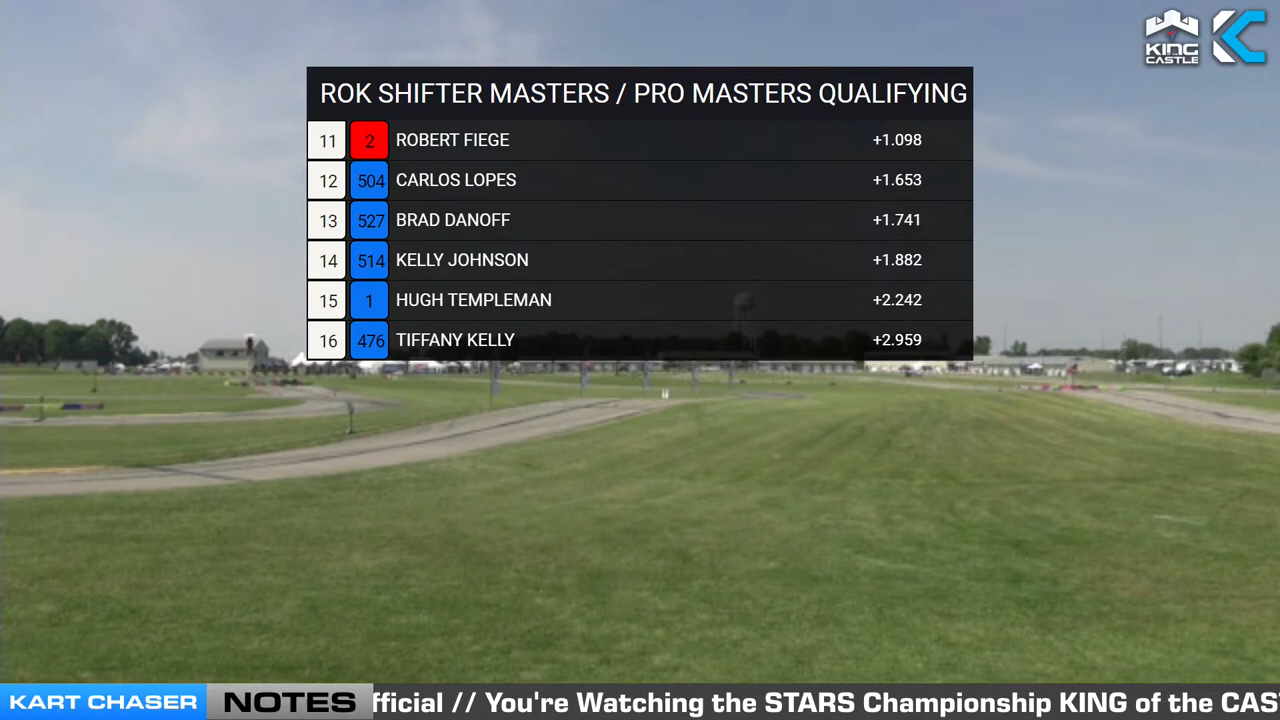 KING
CASTLE
KC
ROK SHIFTER MASTERS / PRO MASTERS QUALIFYING
11 2 ROBERT FIEGE +1.098
12 504 CARLOS LOPES +1.653
13 527 BRAD DANOFF +1.741
14 514 KELLY JOHNSON +1.882
15 1 HUGH TEMPLEMAN +2.242
16 476 TIFFANY KELLY +2.959
KART CHASER NOTES fficial // You're Watching the STARS Championship KING of the CAS